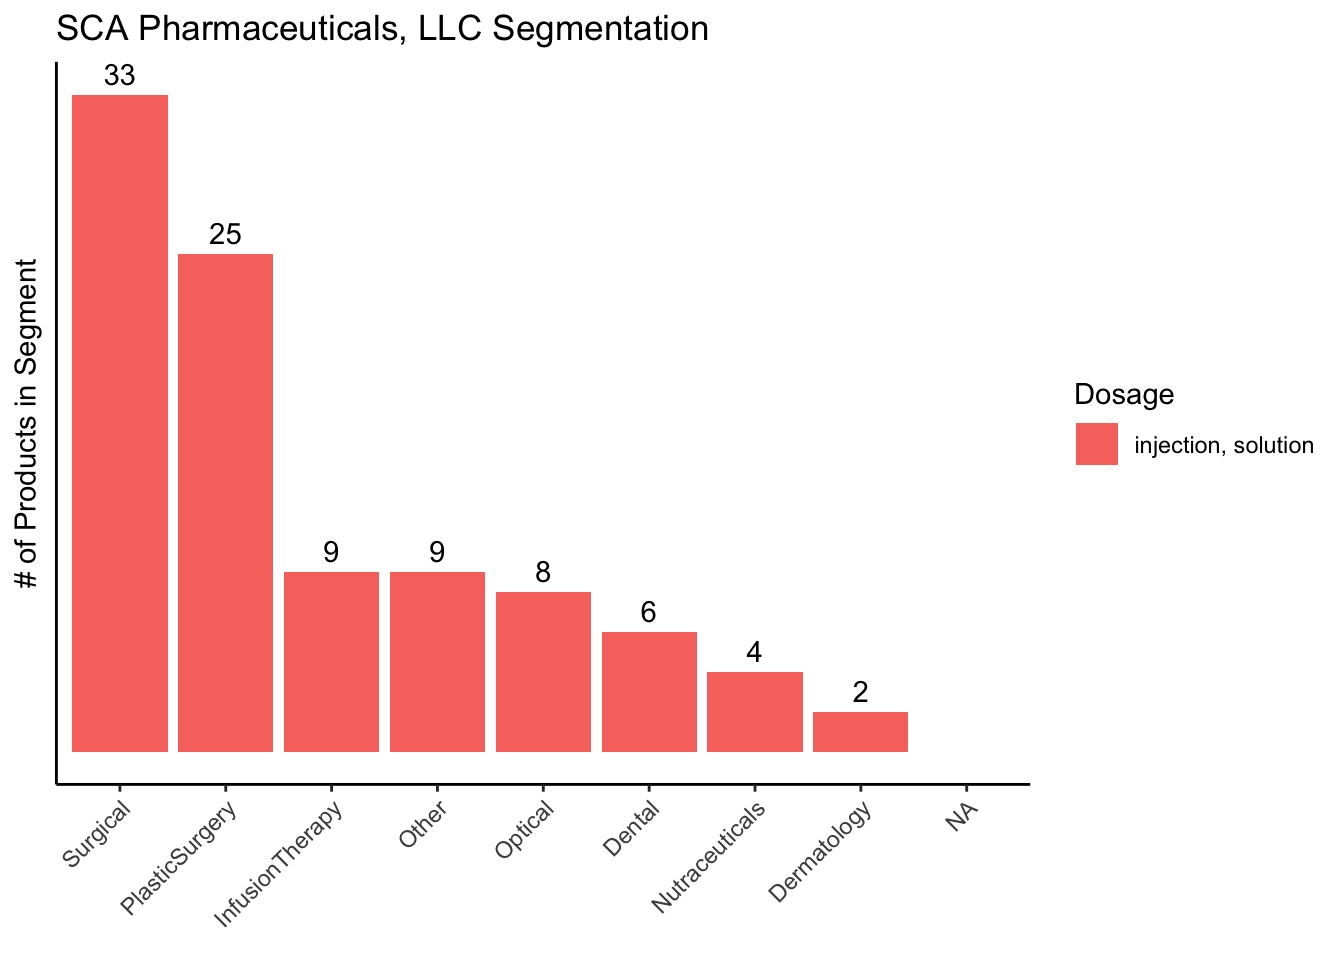 SCA Pharmaceuticals, LLC Segmentation
33
25
9
9
8
6
4
2
# of Products in Segment
Surgical
PlasticSurgery
InfusionTherapy
Other
Optical
Dental
Nutraceuticals
Dermatology
NA
Dosage
injection, solution